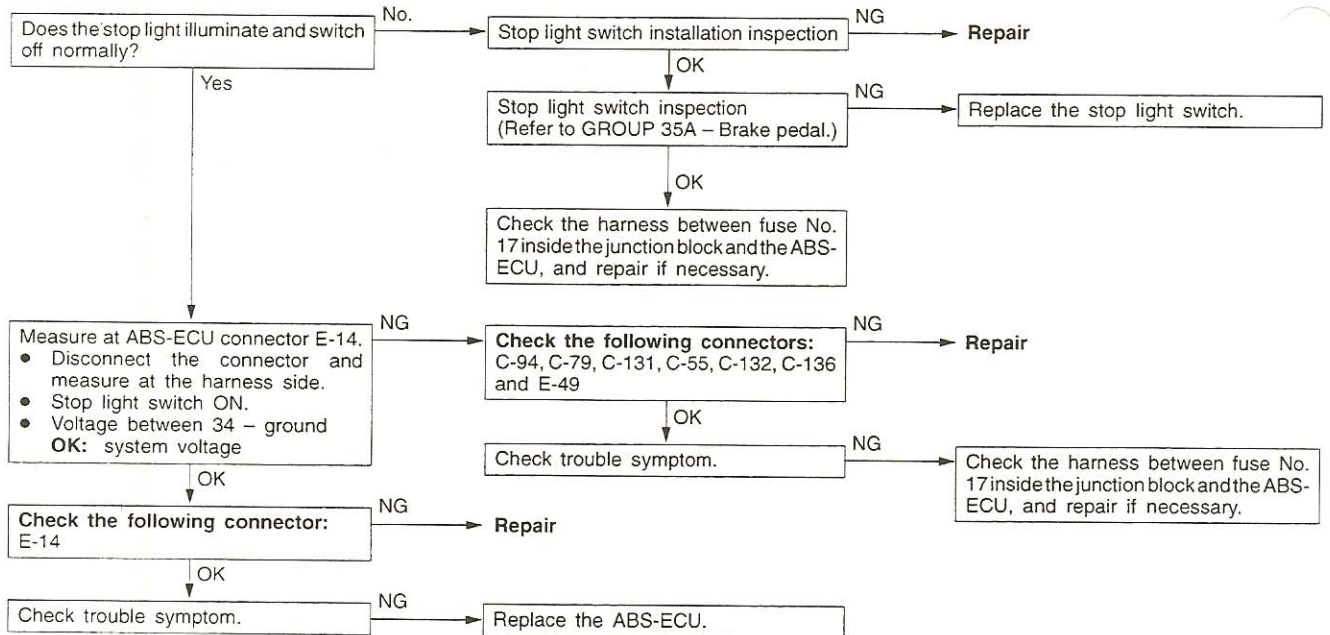 Does the stop light illuminate and switch
off normally?
No.
Stop light switch installation inspection
NG
Repair
Yes
OK
Stop light switch inspection
(Refer to GROUP 35A – Brake pedal.)
NG
Replace the stop light switch.
OK
Check the harness between fuse No.
17 inside the junction block and the ABS-
ECU, and repair if necessary.
Measure at ABS-ECU connector E-14.
● Disconnect the connector and
measure at the harness side.
● Stop light switch ON.
● Voltage between 34 – ground
OK: system voltage
NG
Check the following connectors:
C-94, C-79, C-131, C-55, C-132, C-136
and E-49
NG
Repair
OK
Check trouble symptom.
NG
Check the harness between fuse No.
17 inside the junction block and the ABS-
ECU, and repair if necessary.
OK
Check the following connector:
E-14
NG
Repair
OK
Check trouble symptom.
NG
Replace the ABS-ECU.